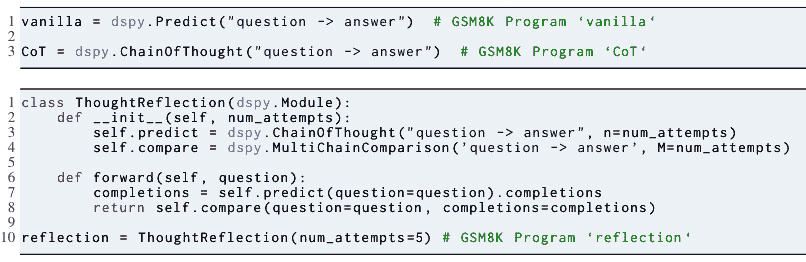 1 vanilla = dspy.Predict("question -> answer")  # GSM8K Program ‘vanilla‘
2
3 CoT = dspy.ChainOfThought("question -> answer")  # GSM8K Program ‘CoT‘
1 class ThoughtReflection(dspy.Module):
2     def __init__(self, num_attempts):
3         self.predict = dspy.ChainOfThought("question -> answer", n=num_attempts)
4         self.compare = dspy.MultiChainComparison('question -> answer', M=num_attempts)
5
6     def forward(self, question):
7         completions = self.predict(question=question).completions
8         return self.compare(question=question, completions=completions)
9
10 reflection = ThoughtReflection(num_attempts=5) # GSM8K Program ‘reflection‘